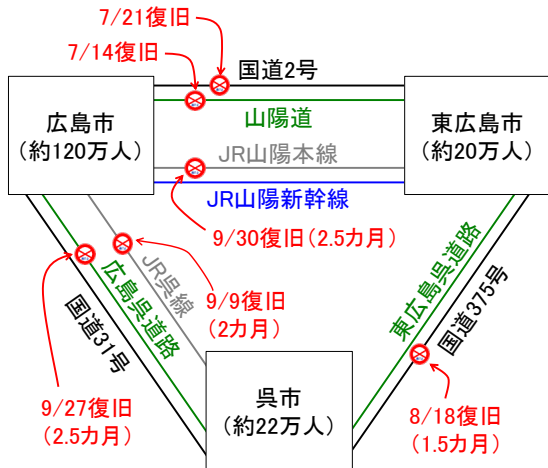 7/21復旧
7/14復旧
国道2号
山陽道
広島市
(約120万人)
東広島市
(約20万人)
JR山陽本線
JR山陽新幹線
9/30復旧(2.5カ月)
広島呉道路
JR呉線
9/9復旧
(2カ月)
国道31号
東広島呉道路
国道375号
9/27復旧
(2.5カ月)
呉市
(約22万人)
8/18復旧
(1.5カ月)